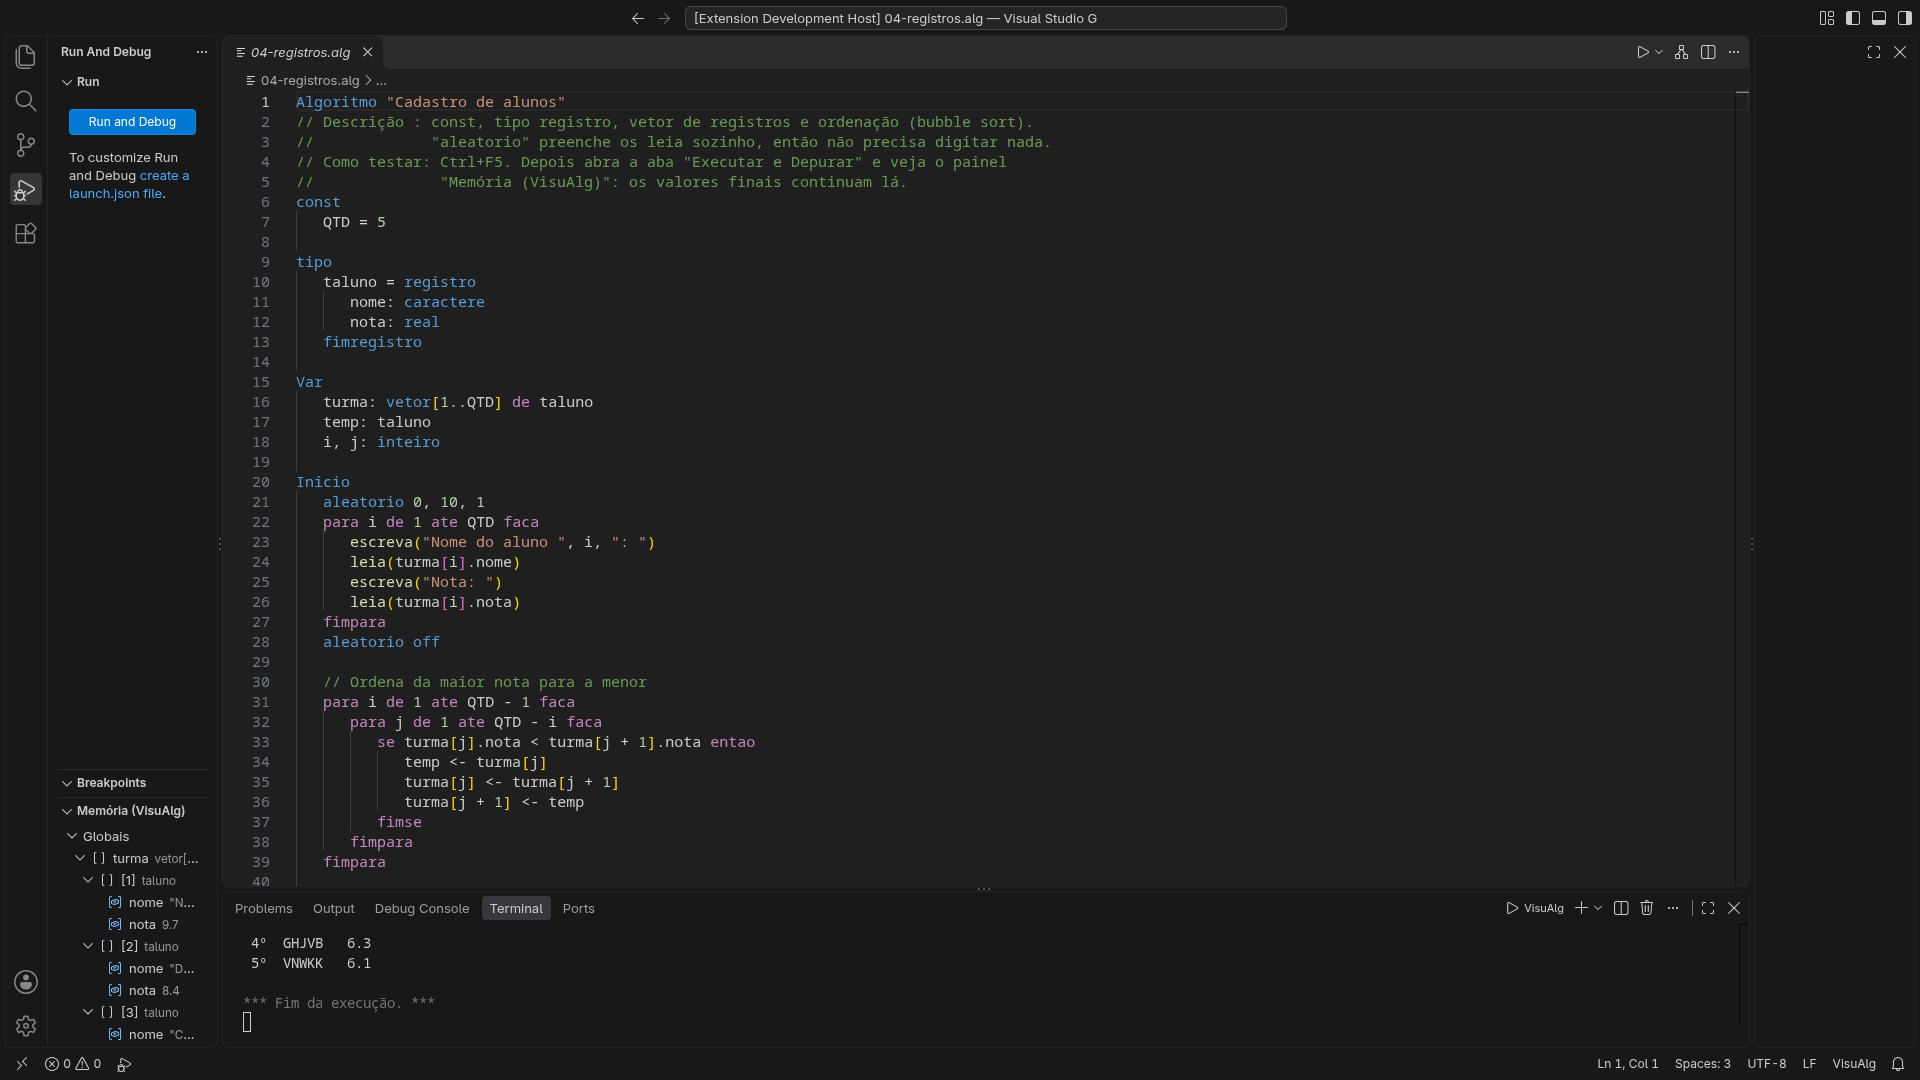 [Extension Development Host] 04-registros.alg — Visual Studio G
Run And Debug
Run
Run and Debug
To customize Run
and Debug create a
launch.json file.
Breakpoints
Memória (VisuAlg)
Globais
turma vetor[...
[1] taluno
nome "N...
nota 9.7
[2] taluno
nome "D...
nota 8.4
[3] taluno
nome "C...
04-registros.alg
04-registros.alg > ...
1 Algoritmo "Cadastro de alunos"
2 // Descrição : const, tipo registro, vetor de registros e ordenação (bubble sort).
3 //             "aleatorio" preenche os leia sozinho, então não precisa digitar nada.
4 // Como testar: Ctrl+F5. Depois abra a aba "Executar e Depurar" e veja o painel
5 //              "Memória (VisuAlg)": os valores finais continuam lá.
6 const
7    QTD = 5
8
9 tipo
10    taluno = registro
11       nome: caractere
12       nota: real
13    fimregistro
14
15 Var
16    turma: vetor[1..QTD] de taluno
17    temp: taluno
18    i, j: inteiro
19
20 Inicio
21    aleatorio 0, 10, 1
22    para i de 1 ate QTD faca
23       escreva("Nome do aluno ", i, ": ")
24       leia(turma[i].nome)
25       escreva("Nota: ")
26       leia(turma[i].nota)
27    fimpara
28    aleatorio off
29
30    // Ordena da maior nota para a menor
31    para i de 1 ate QTD - 1 faca
32       para j de 1 ate QTD - i faca
33          se turma[j].nota < turma[j + 1].nota entao
34             temp <- turma[j]
35             turma[j] <- turma[j + 1]
36             turma[j + 1] <- temp
37          fimse
38       fimpara
39    fimpara
40
Problems Output Debug Console Terminal Ports
VisuAlg
4º  GHJVB   6.3
5º  VNWKK   6.1
*** Fim da execução. ***
0 0
Ln 1, Col 1 Spaces: 3 UTF-8 LF VisuAlg